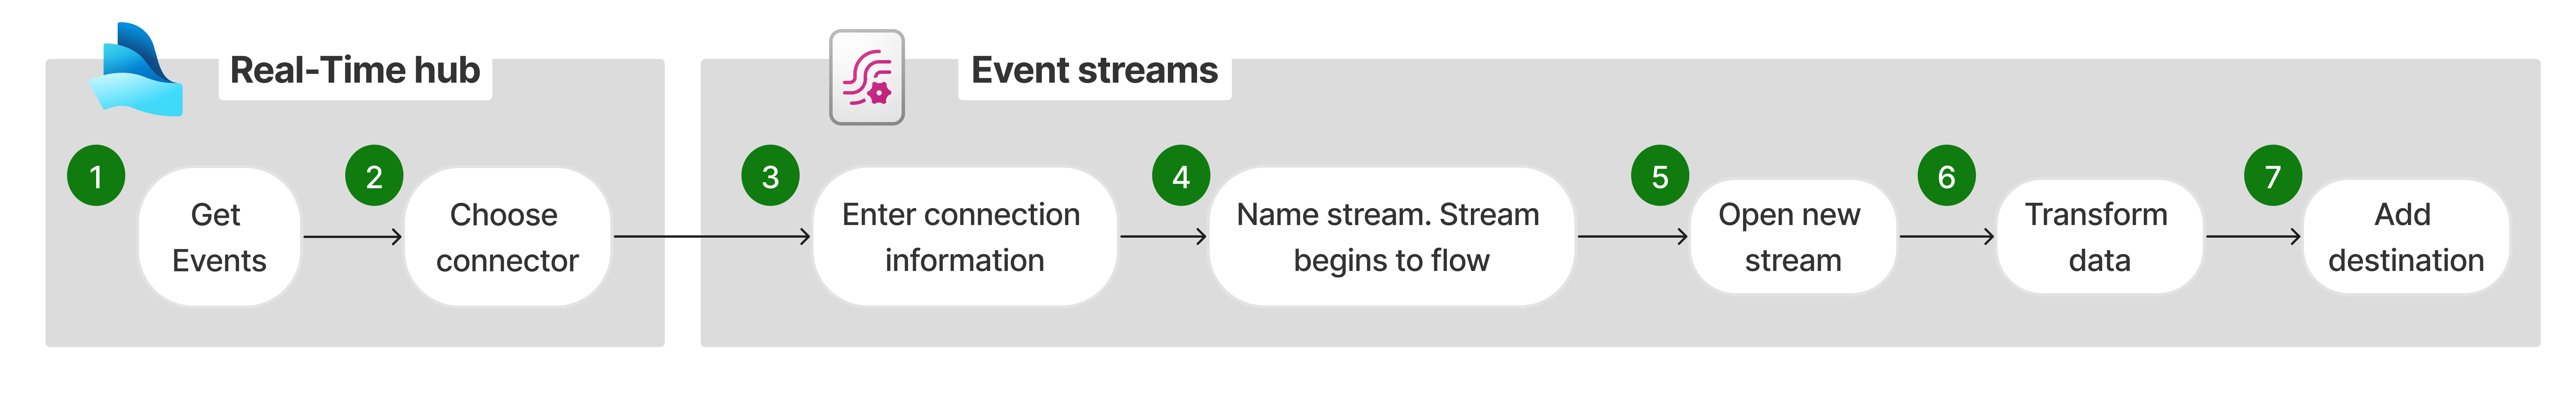 Real-Time hub
1
Get
Events
2
Choose
connector
Event streams
3
Enter connection
information
4
Name stream. Stream
begins to flow
5
Open new
stream
6
Transform
data
7
Add
destination